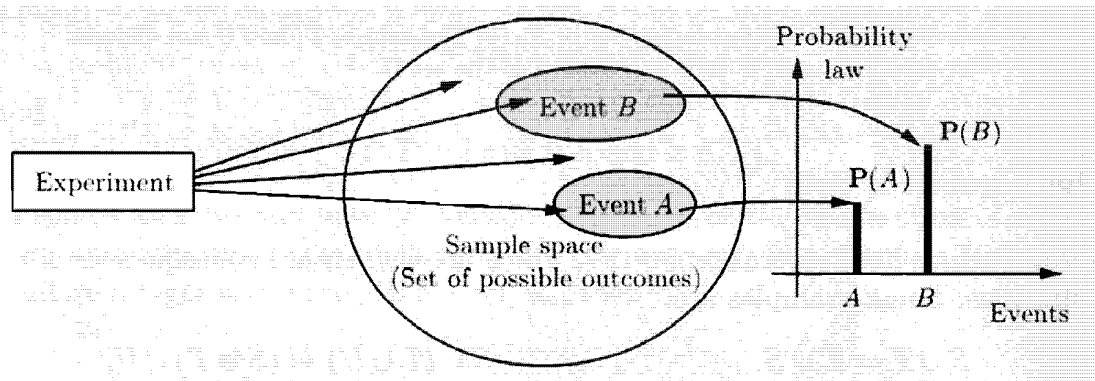 Probability
law
Event B
P(B)
Experiment
P(A)
Event A
Sample space
(Set of possible outcomes)
A
B
Events